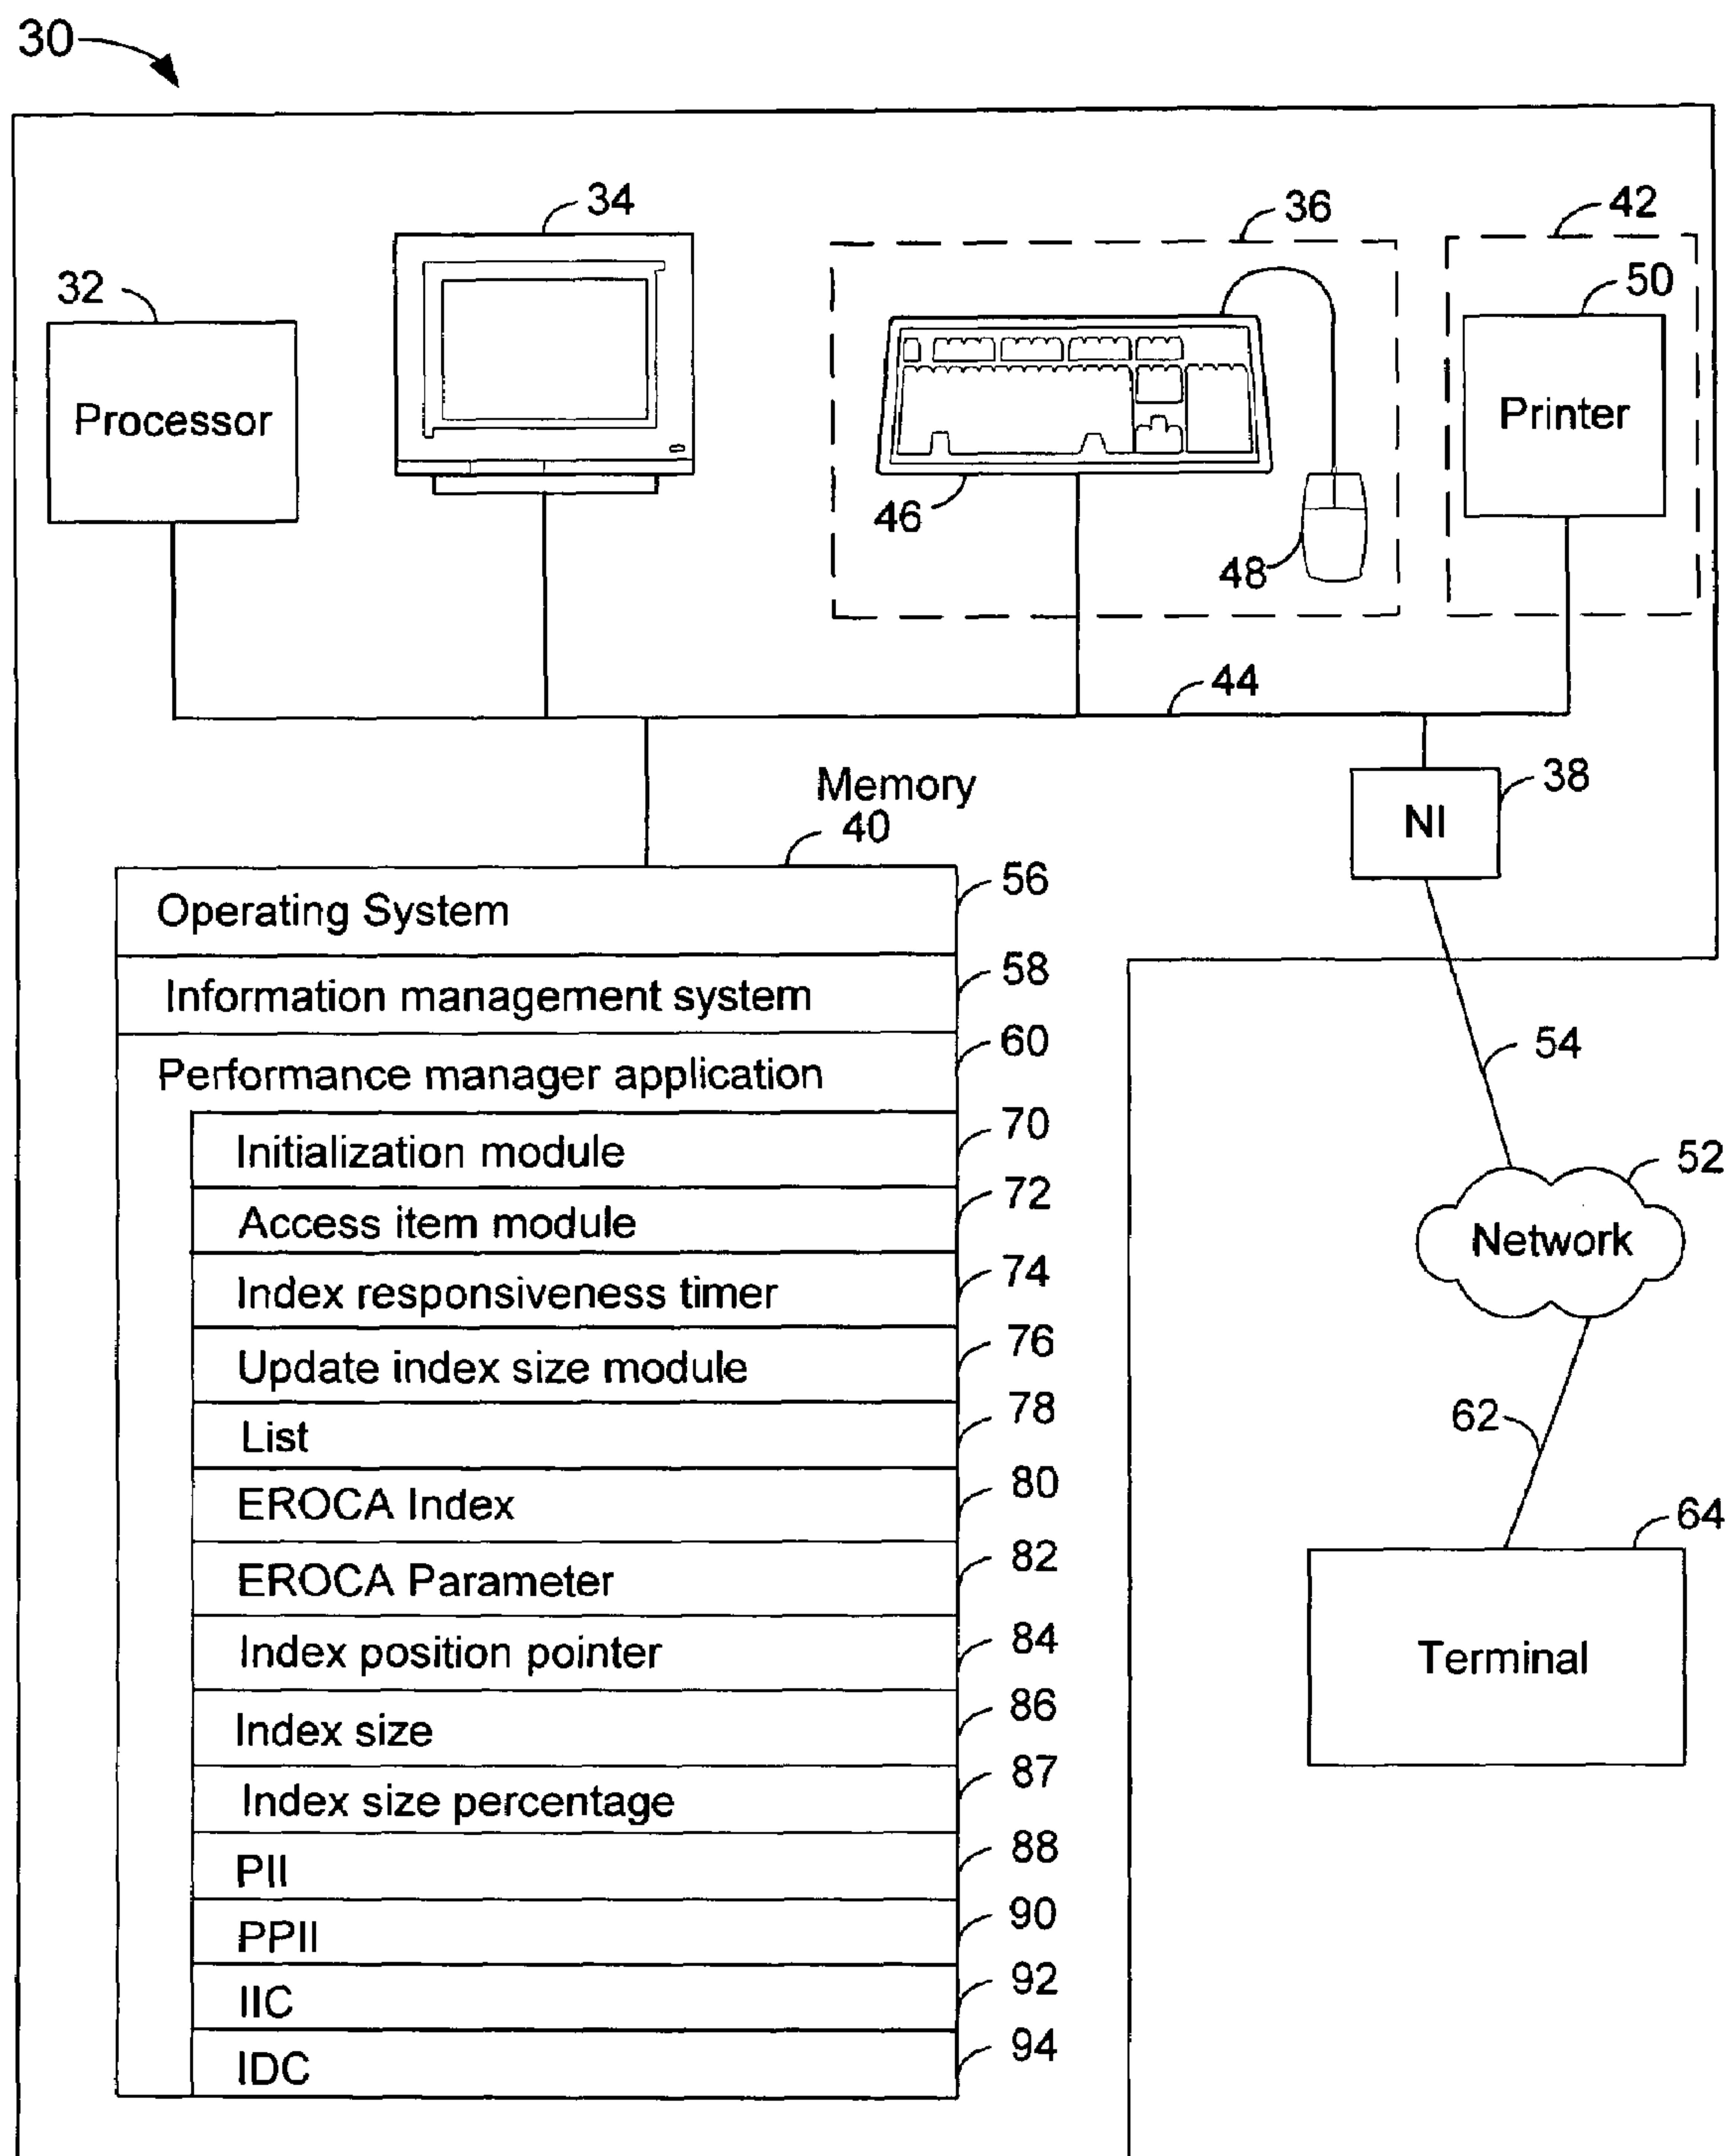 30
34
36
42
32
50
Processor
Printer
46
48
44
Memory
40
38
NI
Operating System
56
Information management system
58
Performance manager application
60
54
Initialization module
70
52
Access item module
72
Network
Index responsiveness timer
74
Update index size module
76
List
78
62
EROCA Index
80
64
EROCA Parameter
82
Index position pointer
84
Terminal
Index size
86
Index size percentage
87
PII
88
PPII
90
IIC
92
IDC
94